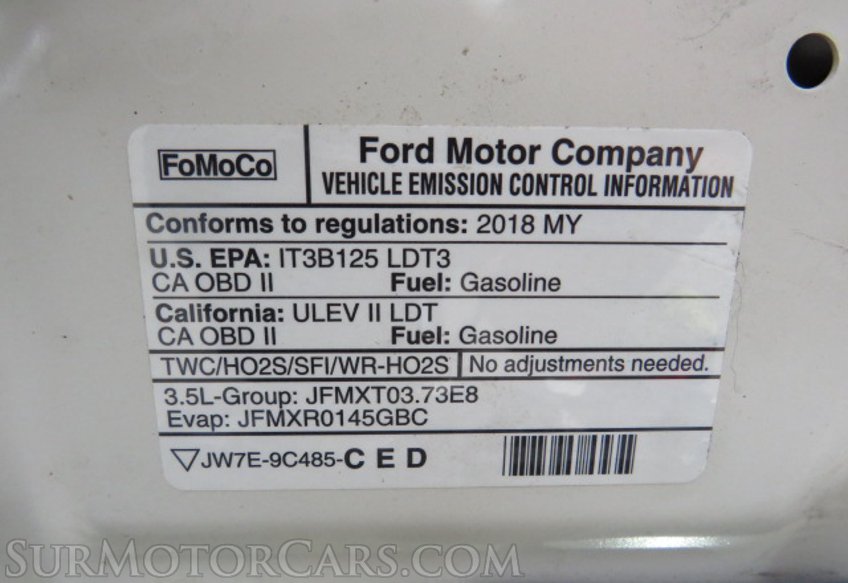 FoMoCo
Ford Motor Company
VEHICLE EMISSION CONTROL INFORMATION
Conforms to regulations: 2018 MY
U.S. EPA: IT3B125 LDT3
CA OBD II Fuel: Gasoline
California: ULEV II LDT
CA OBD II Fuel: Gasoline
TWC/HO2S/SFI/WR-HO2S No adjustments needed.
3.5L-Group: JFMXT03.73E8
Evap: JFMXR0145GBC
JW7E-9C485-C E D
SURMOTORCARS.COM